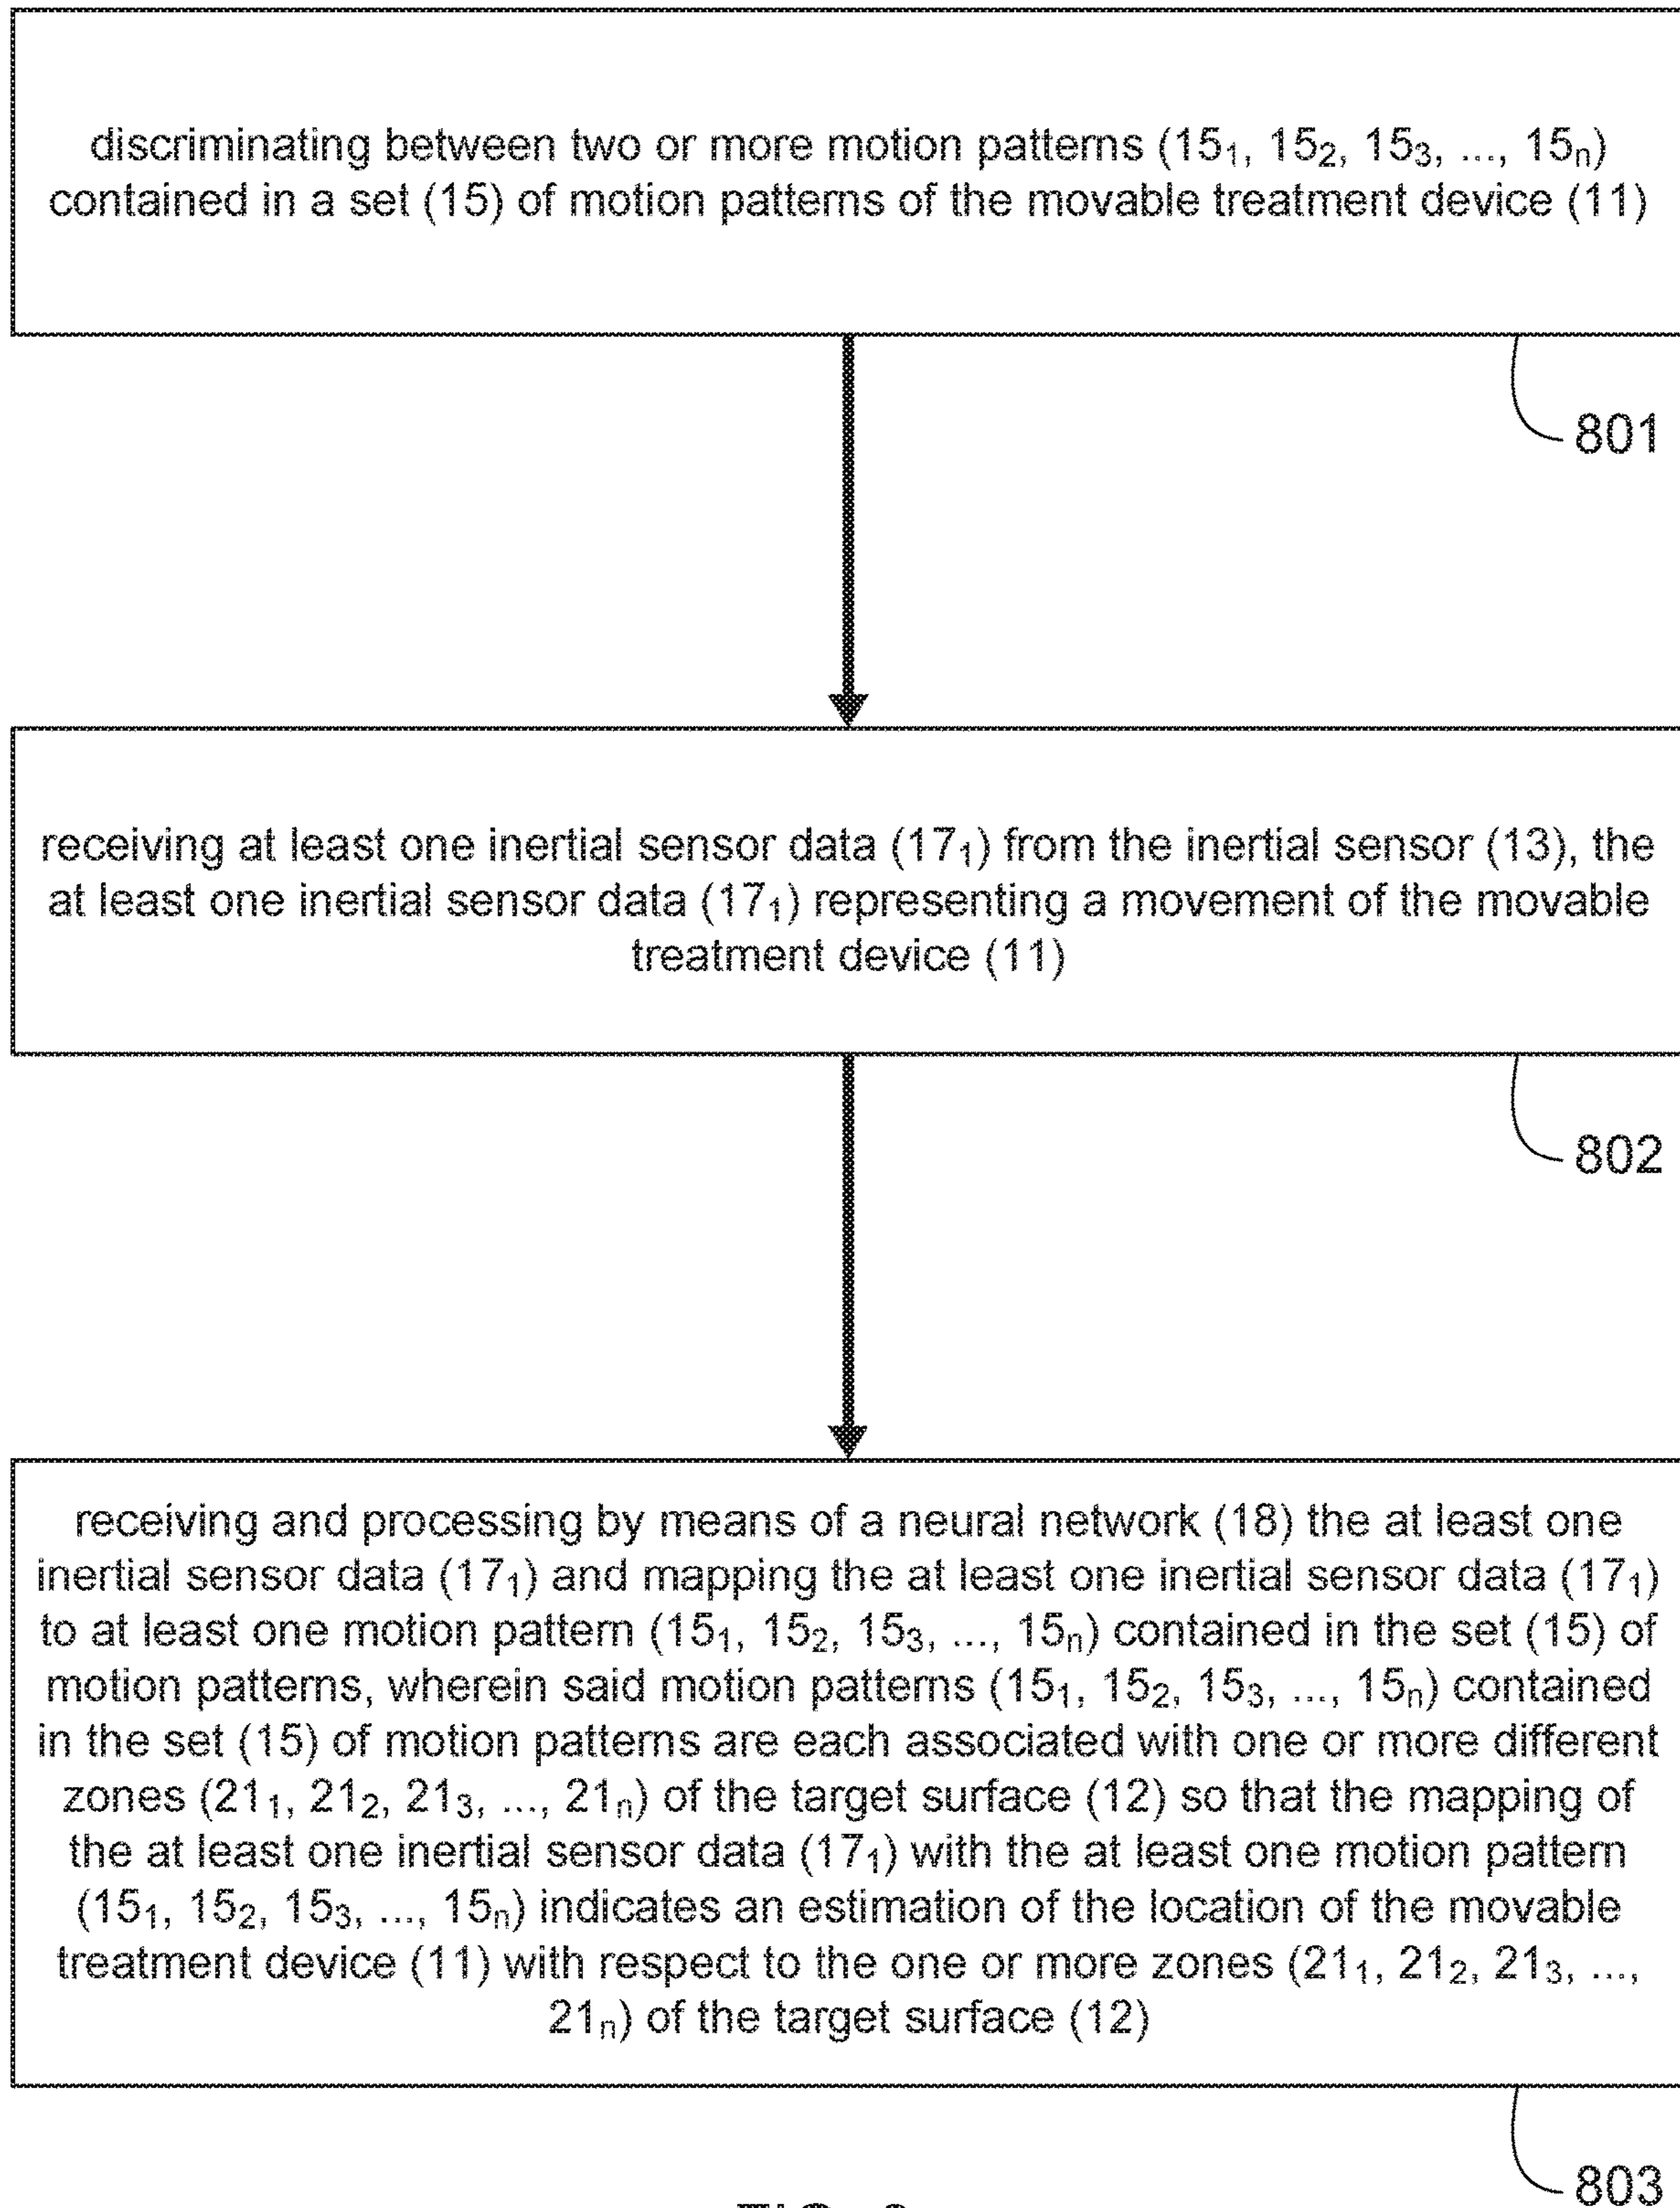 discriminating between two or more motion patterns (15₁, 15₂, 15₃, ..., 15ₙ)
contained in a set (15) of motion patterns of the movable treatment device (11)
801
receiving at least one inertial sensor data (17₁) from the inertial sensor (13), the
at least one inertial sensor data (17₁) representing a movement of the movable
treatment device (11)
802
receiving and processing by means of a neural network (18) the at least one
inertial sensor data (17₁) and mapping the at least one inertial sensor data (17₁)
to at least one motion pattern (15₁, 15₂, 15₃, ..., 15ₙ) contained in the set (15) of
motion patterns, wherein said motion patterns (15₁, 15₂, 15₃, ..., 15ₙ) contained
in the set (15) of motion patterns are each associated with one or more different
zones (21₁, 21₂, 21₃, ..., 21ₙ) of the target surface (12) so that the mapping of
the at least one inertial sensor data (17₁) with the at least one motion pattern
(15₁, 15₂, 15₃, ..., 15ₙ) indicates an estimation of the location of the movable
treatment device (11) with respect to the one or more zones (21₁, 21₂, 21₃, ...,
21ₙ) of the target surface (12)
803